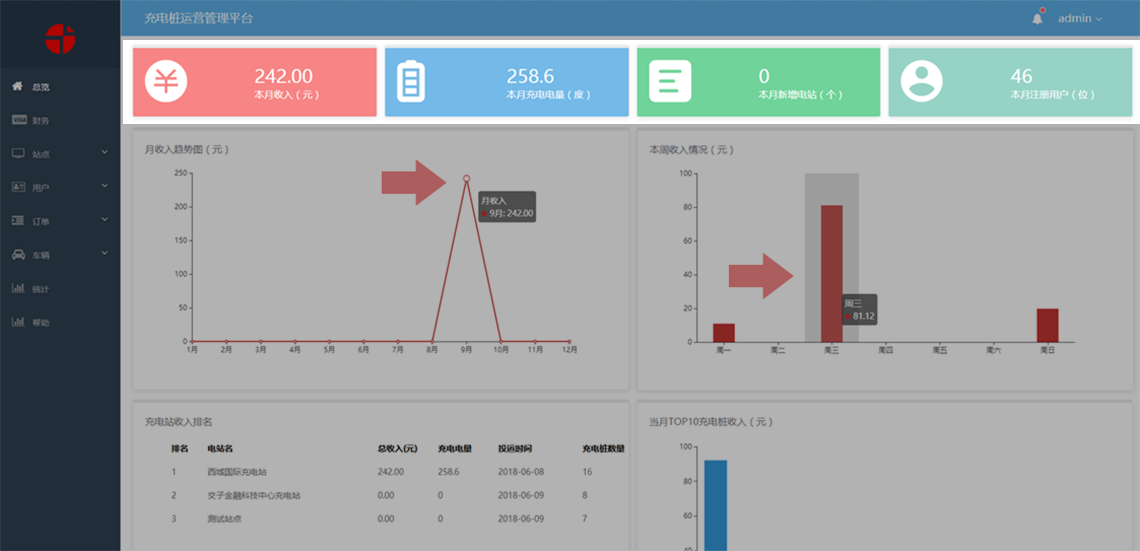 充电桩运营管理平台
admin
总览
VISA 财务
站点
用户
订单
车辆
统计
帮助
¥
242.00
本月收入（元）
258.6
本月充电电量（度）
0
本月新增电站（个）
46
本月注册用户（位）
月收入趋势图（元）
250
200
150
100
50
0
1月 2月 3月 4月 5月 6月 7月 8月 9月 10月 11月 12月
月收入
9月: 242.00
本周收入情况（元）
100
80
60
40
20
0
周一 周二 周三 周四 周五 周六 周日
周三
81.12
充电站收入排名
排名 电站名 总收入(元) 充电电量 投运时间 充电桩数量
1 西城国际充电站 242.00 258.6 2018-06-08 16
2 交子金融科技中心充电站 0.00 0 2018-06-09 8
3 测试站点 0.00 0 2018-06-09 7
当月TOP10充电桩收入（元）
100
80
60
40